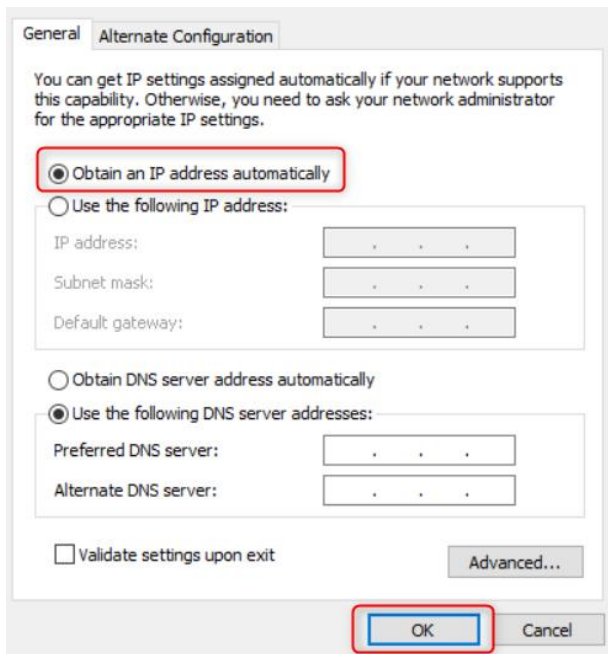 General
Alternate Configuration
You can get IP settings assigned automatically if your network supports
this capability. Otherwise, you need to ask your network administrator
for the appropriate IP settings.
Obtain an IP address automatically
Use the following IP address:
IP address:
Subnet mask:
Default gateway:
Obtain DNS server address automatically
Use the following DNS server addresses:
Preferred DNS server:
Alternate DNS server:
Validate settings upon exit
Advanced...
OK
Cancel